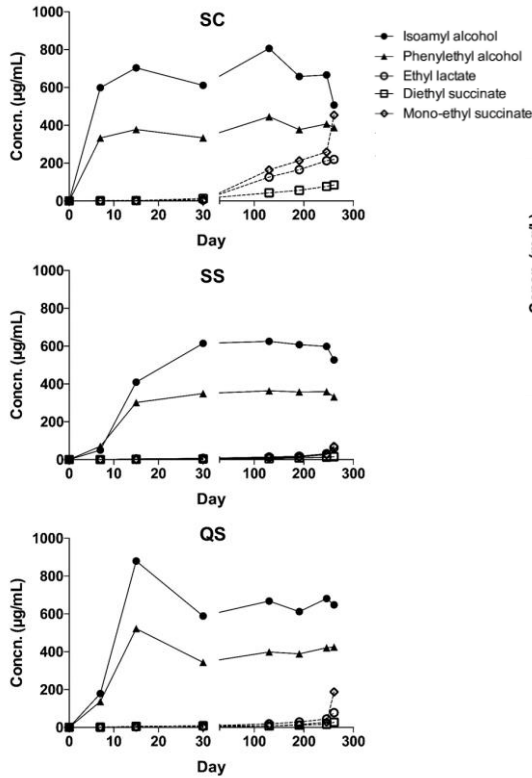 SC
Isoamyl alcohol
Phenylethyl alcohol
Ethyl lactate
Diethyl succinate
Mono-ethyl succinate
Concn. (µg/mL)
1000
800
600
400
200
0
0 10 20 30 100 200 300
Day
SS
Concn. (µg/mL)
1000
800
600
400
200
0
0 10 20 30 100 200 300
Day
QS
Concn. (µg/mL)
1000
800
600
400
200
0
0 10 20 30 100 200 300
Day